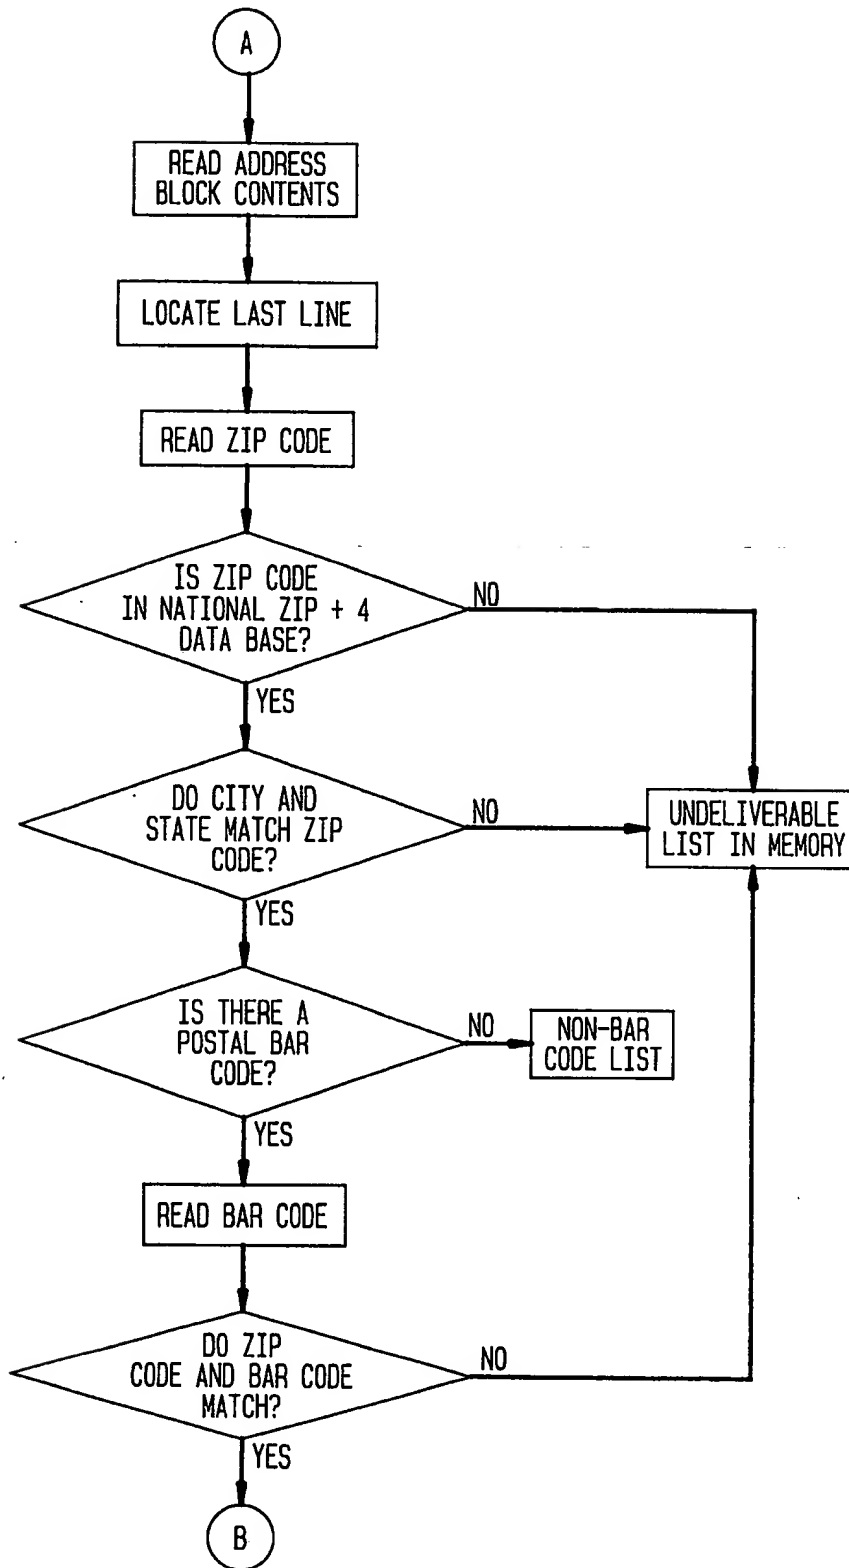 A
READ ADDRESS
BLOCK CONTENTS
LOCATE LAST LINE
READ ZIP CODE
IS ZIP CODE
IN NATIONAL ZIP + 4
DATA BASE?
NO
YES
DO CITY AND
STATE MATCH ZIP
CODE?
NO
UNDELIVERABLE
LIST IN MEMORY
YES
IS THERE A
POSTAL BAR
CODE?
NO
NON-BAR
CODE LIST
YES
READ BAR CODE
DO ZIP
CODE AND BAR CODE
MATCH?
NO
YES
B